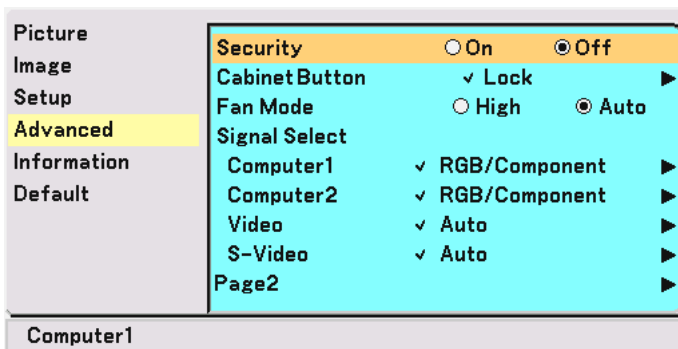 Picture
Image
Setup
Advanced
Information
Default
Security On Off
Cabinet Button Lock
Fan Mode High Auto
Signal Select
Computer1 RGB/Component
Computer2 RGB/Component
Video Auto
S-Video Auto
Page2
Computer1